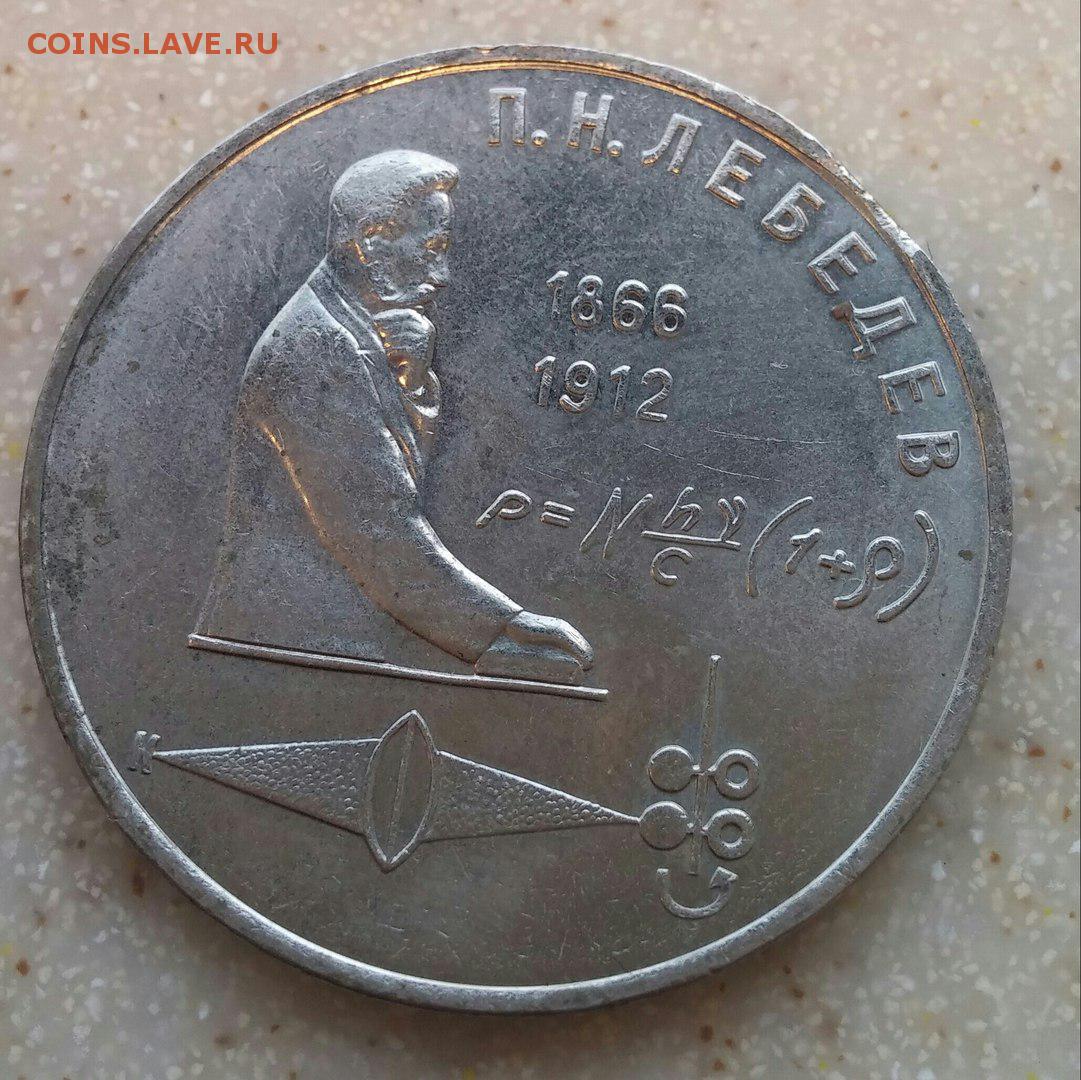 COINS.LAVE.RU
П.Н.ЛЕБЕДЕВ
1866
1912
p=N hν/c (1+ρ)
К